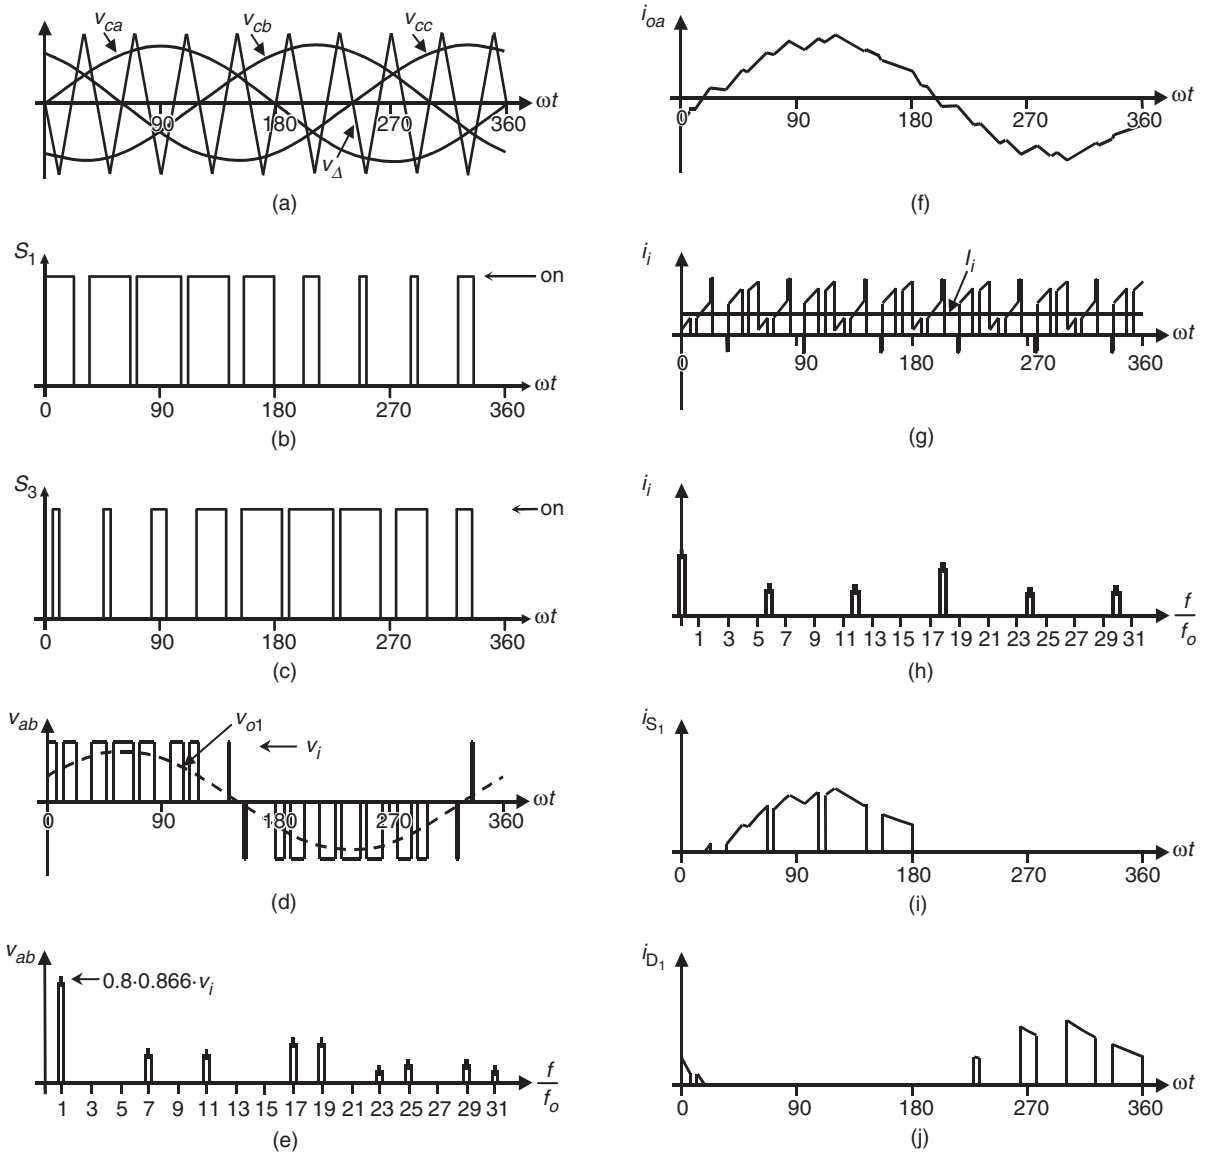 v_ca v_cb v_cc
ωt
90 180 270 360
v_Δ
(a)
S_1
on
ωt
0 90 180 270 360
(b)
S_3
on
ωt
0 90 180 270 360
(c)
v_ab v_o1 v_i
ωt
0 90 180 270 360
(d)
v_ab
0.8·0.866·v_i
f/f_o
1 3 5 7 9 11 13 15 17 19 21 23 25 27 29 31
(e)
i_oa
ωt
0 90 180 270 360
(f)
i_i I_i
ωt
0 90 180 270 360
(g)
i_i
f/f_o
1 3 5 7 9 11 13 15 17 19 21 23 25 27 29 31
(h)
i_S1
ωt
0 90 180 270 360
(i)
i_D1
ωt
0 90 180 270 360
(j)